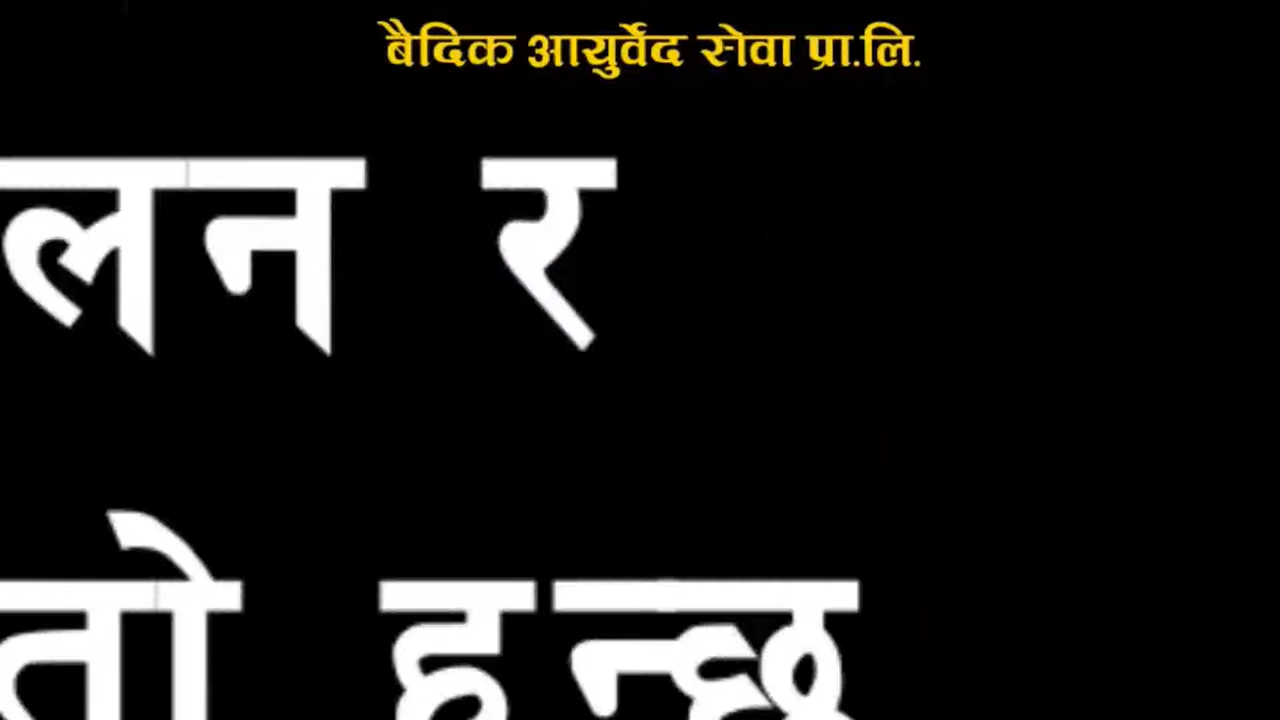 बैदिक आयुर्वेद सेवा प्रा.लि.
लन र
तो